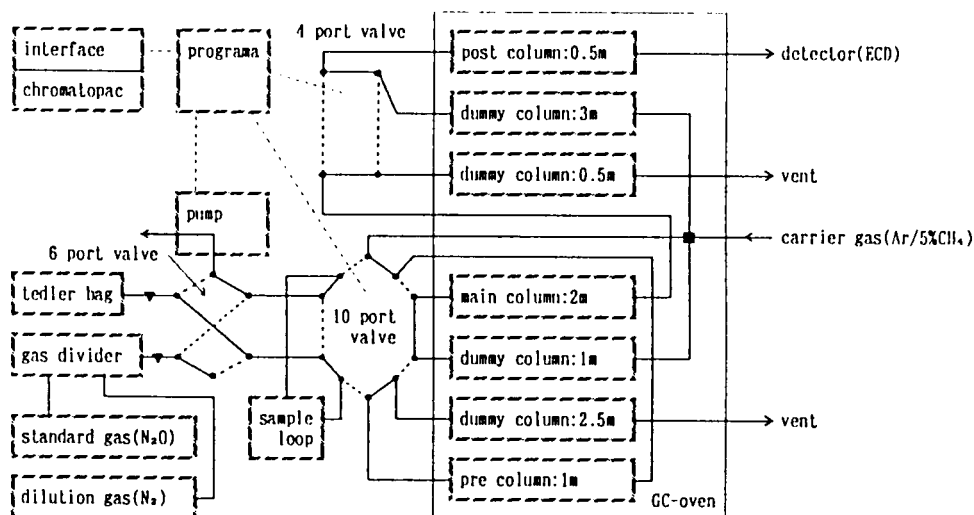 interface
chromatopac
programa
4 port valve
post column:0.5m
detector(ECD)
dummy column:3m
dummy column:0.5m
vent
pump
carrier gas(Ar/5%CH₄)
6 port valve
tedler bag
main column:2m
10 port
valve
gas divider
dummy column:1m
sample
loop
dummy column:2.5m
vent
standard gas(N₂O)
pre column:1m
dilution gas(N₂)
GC-oven